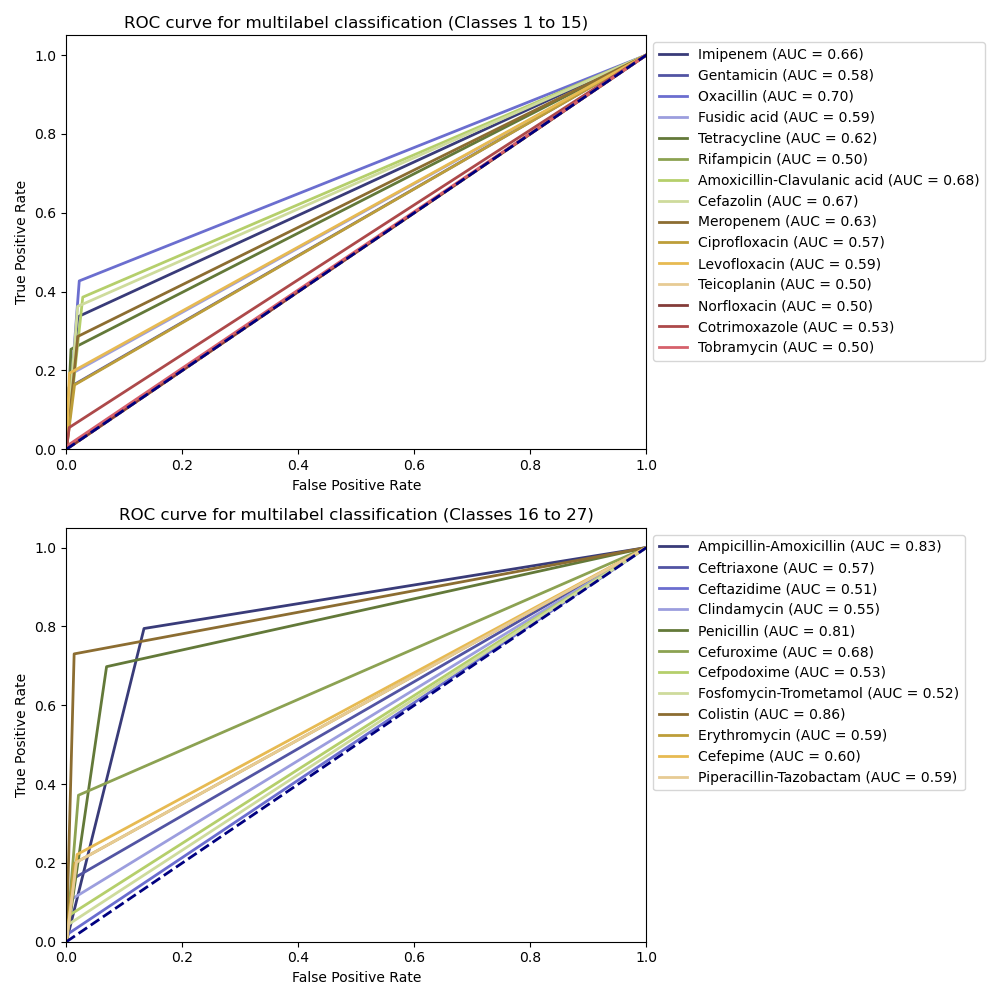 ROC curve for multilabel classification (Classes 1 to 15)
True Positive Rate
1.0
0.8
0.6
0.4
0.2
0.0
0.0 0.2 0.4 0.6 0.8 1.0
False Positive Rate
Imipenem (AUC = 0.66)
Gentamicin (AUC = 0.58)
Oxacillin (AUC = 0.70)
Fusidic acid (AUC = 0.59)
Tetracycline (AUC = 0.62)
Rifampicin (AUC = 0.50)
Amoxicillin-Clavulanic acid (AUC = 0.68)
Cefazolin (AUC = 0.67)
Meropenem (AUC = 0.63)
Ciprofloxacin (AUC = 0.57)
Levofloxacin (AUC = 0.59)
Teicoplanin (AUC = 0.50)
Norfloxacin (AUC = 0.50)
Cotrimoxazole (AUC = 0.53)
Tobramycin (AUC = 0.50)
ROC curve for multilabel classification (Classes 16 to 27)
True Positive Rate
1.0
0.8
0.6
0.4
0.2
0.0
0.0 0.2 0.4 0.6 0.8 1.0
False Positive Rate
Ampicillin-Amoxicillin (AUC = 0.83)
Ceftriaxone (AUC = 0.57)
Ceftazidime (AUC = 0.51)
Clindamycin (AUC = 0.55)
Penicillin (AUC = 0.81)
Cefuroxime (AUC = 0.68)
Cefpodoxime (AUC = 0.53)
Fosfomycin-Trometamol (AUC = 0.52)
Colistin (AUC = 0.86)
Erythromycin (AUC = 0.59)
Cefepime (AUC = 0.60)
Piperacillin-Tazobactam (AUC = 0.59)